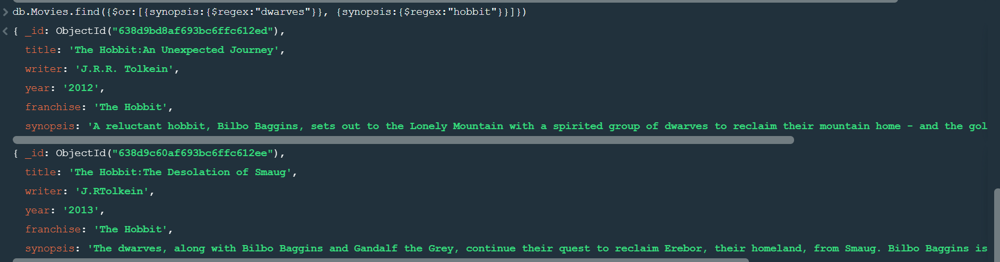 db.Movies.find({$or:[{synopsis:{$regex:"dwarves"}}, {synopsis:{$regex:"hobbit"}}]})
{ _id: ObjectId("638d9bd8af693bc6ffc612ed"),
title: 'The Hobbit:An Unexpected Journey',
writer: 'J.R.R. Tolkein',
year: '2012',
franchise: 'The Hobbit',
synopsis: 'A reluctant hobbit, Bilbo Baggins, sets out to the Lonely Mountain with a spirited group of dwarves to reclaim their mountain home - and the gol
{ _id: ObjectId("638d9c60af693bc6ffc612ee"),
title: 'The Hobbit:The Desolation of Smaug',
writer: 'J.RTolkein',
year: '2013',
franchise: 'The Hobbit',
synopsis: 'The dwarves, along with Bilbo Baggins and Gandalf the Grey, continue their quest to reclaim Erebor, their homeland, from Smaug. Bilbo Baggins is